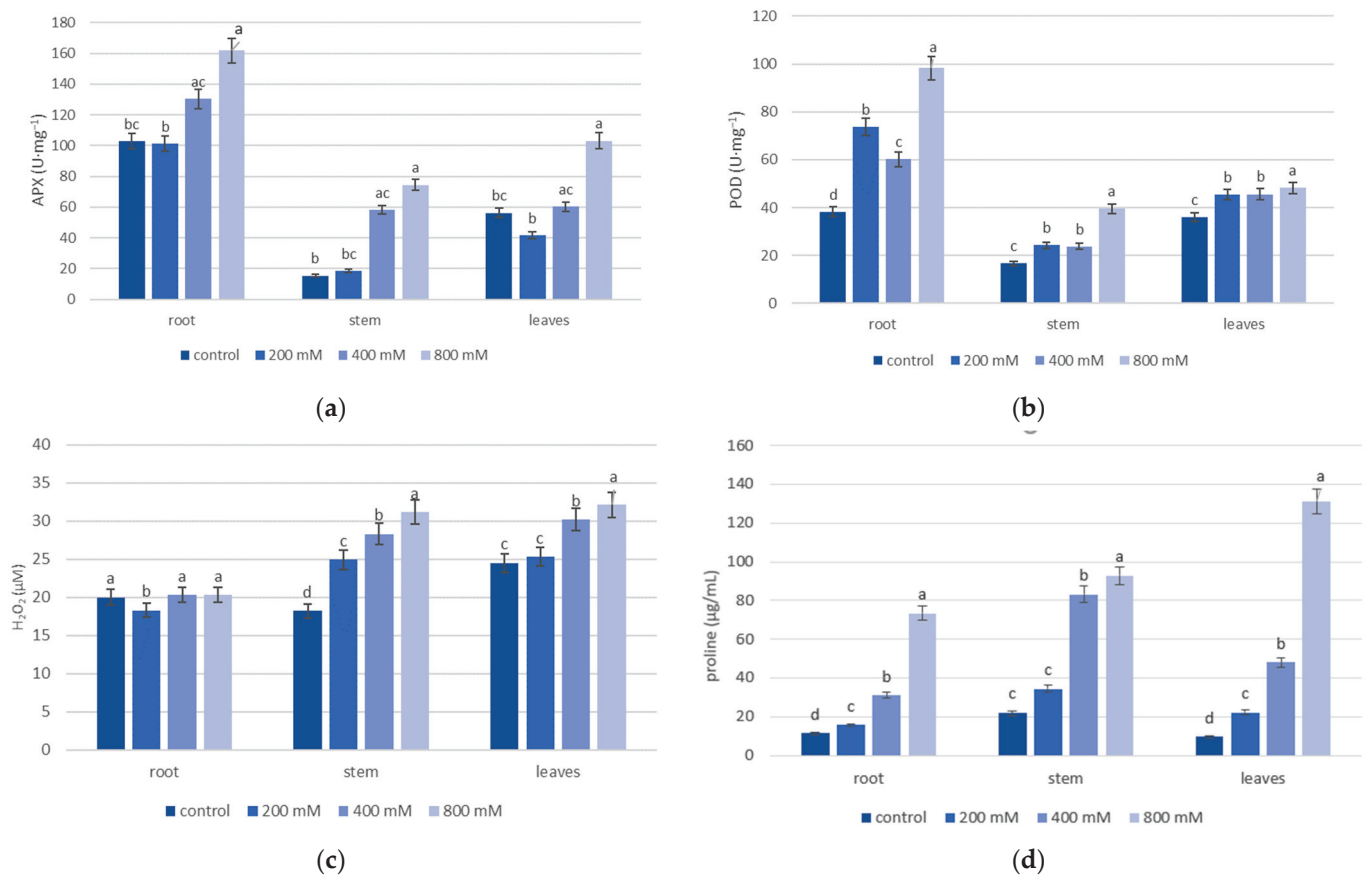 180
160
140
120
100
80
60
40
20
0
APX (U·mg⁻¹)
bc b ac a
b bc ac a
bc b ac a
root stem leaves
control 200 mM 400 mM 800 mM
(a)
120
100
80
60
40
20
0
POD (U·mg⁻¹)
d b c a
c b b a
c b b a
root stem leaves
control 200 mM 400 mM 800 mM
(b)
40
35
30
25
20
15
10
5
0
H₂O₂ (μM)
a b a a
d c b a
c c b a
root stem leaves
control 200 mM 400 mM 800 mM
(c)
160
140
120
100
80
60
40
20
0
proline (μg/mL)
d c b a
c c b a
d c b a
root stem leaves
control 200 mM 400 mM 800 mM
(d)